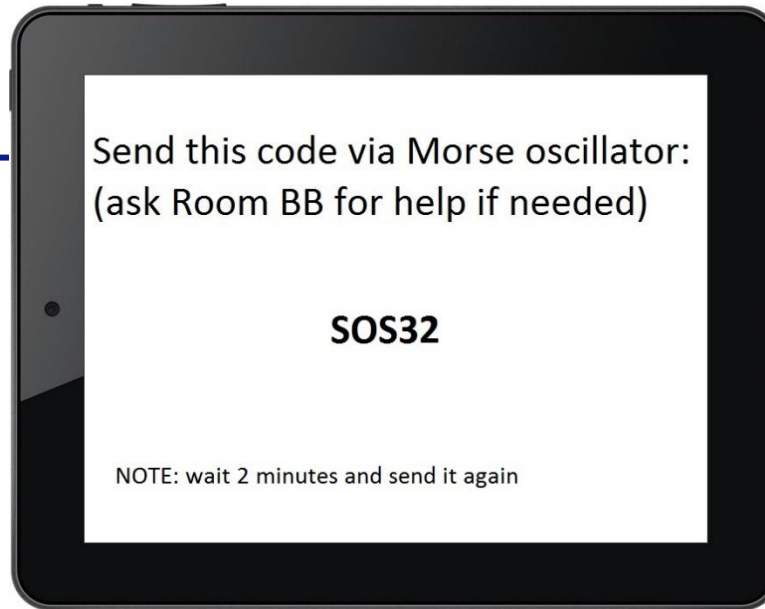 Send this code via Morse oscillator:
(ask Room BB for help if needed)
SOS32
NOTE: wait 2 minutes and send it again